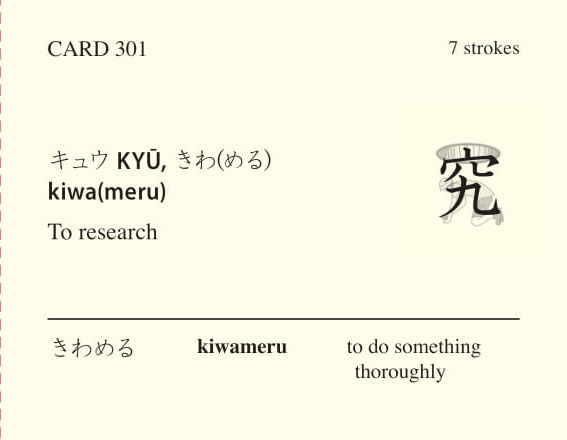 CARD 301
7 strokes
キュウ KYŪ, きわ(める)
kiwa(meru)
To research
究
きわめる kiwameru to do something
thoroughly